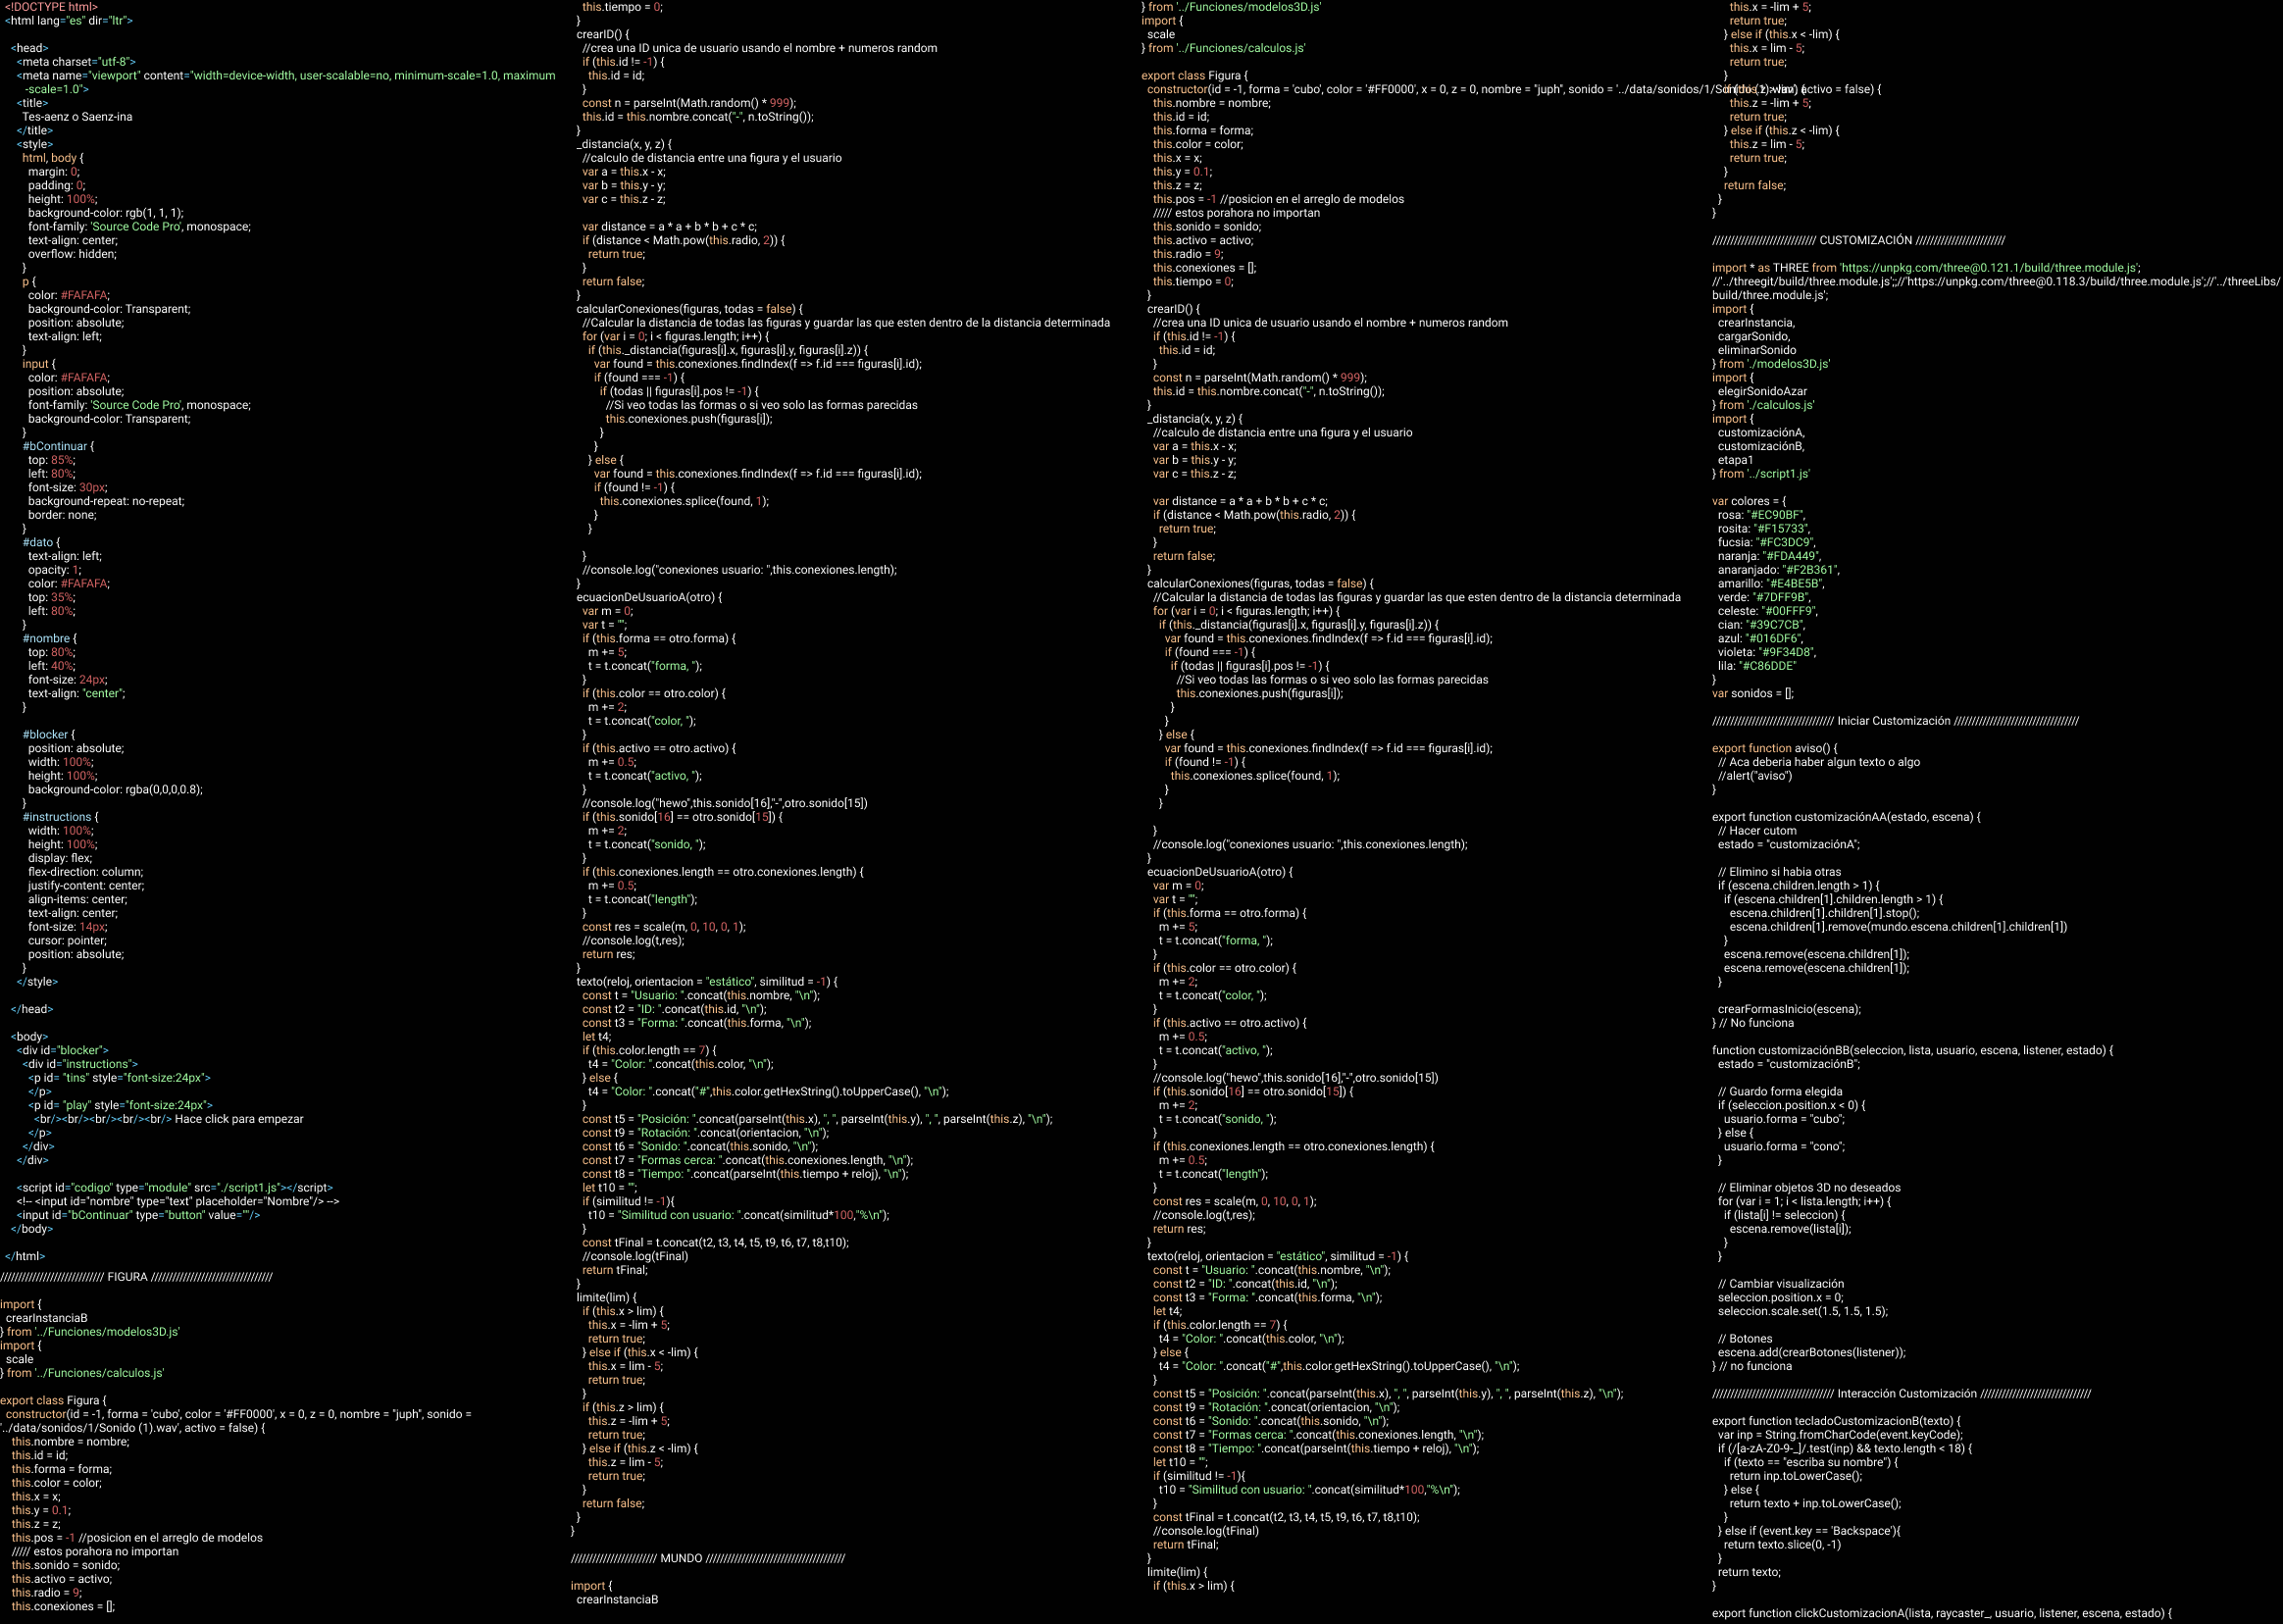 <!DOCTYPE html>
<html lang="es" dir="ltr">
<head>
<meta charset="utf-8">
<meta name="viewport" content="width=device-width, user-scalable=no, minimum-scale=1.0, maximum
-scale=1.0">
<title>
Tes-aenz o Saenz-ina
</title>
<style>
html, body {
margin: 0;
padding: 0;
height: 100%;
background-color: rgb(1, 1, 1);
font-family: 'Source Code Pro', monospace;
text-align: center;
overflow: hidden;
}
p {
color: #FAFAFA;
background-color: Transparent;
position: absolute;
text-align: left;
}
input {
color: #FAFAFA;
position: absolute;
font-family: 'Source Code Pro', monospace;
background-color: Transparent;
}
#bContinuar {
top: 85%;
left: 80%;
font-size: 30px;
background-repeat: no-repeat;
border: none;
}
#dato {
text-align: left;
opacity: 1;
color: #FAFAFA;
top: 35%;
left: 80%;
}
#nombre {
top: 80%;
left: 40%;
font-size: 24px;
text-align: "center";
}
#blocker {
position: absolute;
width: 100%;
height: 100%;
background-color: rgba(0,0,0,0.8);
}
#instructions {
width: 100%;
height: 100%;
display: flex;
flex-direction: column;
justify-content: center;
align-items: center;
text-align: center;
font-size: 14px;
cursor: pointer;
position: absolute;
}
</style>
</head>
<body>
<div id="blocker">
<div id="instructions">
<p id= "tins" style="font-size:24px">
</p>
<p id= "play" style="font-size:24px">
<br/><br/><br/><br/><br/> Hace click para empezar
</p>
</div>
</div>
<script id="codigo" type="module" src="./script1.js"></script>
<!-- <input id="nombre" type="text" placeholder="Nombre"/> -->
<input id="bContinuar" type="button" value=""/>
</body>
</html>
///////////////////////////// FIGURA //////////////////////////////////
import {
crearInstanciaB
} from '../Funciones/modelos3D.js'
import {
scale
} from '../Funciones/calculos.js'
export class Figura {
constructor(id = -1, forma = 'cubo', color = '#FF0000', x = 0, z = 0, nombre = "juph", sonido =
'../data/sonidos/1/Sonido (1).wav', activo = false) {
this.nombre = nombre;
this.id = id;
this.forma = forma;
this.color = color;
this.x = x;
this.y = 0.1;
this.z = z;
this.pos = -1 //posicion en el arreglo de modelos
///// estos porahora no importan
this.sonido = sonido;
this.activo = activo;
this.radio = 9;
this.conexiones = [];
this.tiempo = 0;
}
crearID() {
//crea una ID unica de usuario usando el nombre + numeros random
if (this.id != -1) {
this.id = id;
}
const n = parseInt(Math.random() * 999);
this.id = this.nombre.concat("-", n.toString());
}
_distancia(x, y, z) {
//calculo de distancia entre una figura y el usuario
var a = this.x - x;
var b = this.y - y;
var c = this.z - z;
var distance = a * a + b * b + c * c;
if (distance < Math.pow(this.radio, 2)) {
return true;
}
return false;
}
calcularConexiones(figuras, todas = false) {
//Calcular la distancia de todas las figuras y guardar las que esten dentro de la distancia determinada
for (var i = 0; i < figuras.length; i++) {
if (this._distancia(figuras[i].x, figuras[i].y, figuras[i].z)) {
var found = this.conexiones.findIndex(f => f.id === figuras[i].id);
if (found === -1) {
if (todas || figuras[i].pos != -1) {
//Si veo todas las formas o si veo solo las formas parecidas
this.conexiones.push(figuras[i]);
}
}
} else {
var found = this.conexiones.findIndex(f => f.id === figuras[i].id);
if (found != -1) {
this.conexiones.splice(found, 1);
}
}
}
//console.log("conexiones usuario: ",this.conexiones.length);
}
ecuacionDeUsuarioA(otro) {
var m = 0;
var t = "";
if (this.forma == otro.forma) {
m += 5;
t = t.concat("forma, ");
}
if (this.color == otro.color) {
m += 2;
t = t.concat("color, ");
}
if (this.activo == otro.activo) {
m += 0.5;
t = t.concat("activo, ");
}
//console.log("hewo",this.sonido[16],"-",otro.sonido[15])
if (this.sonido[16] == otro.sonido[15]) {
m += 2;
t = t.concat("sonido, ");
}
if (this.conexiones.length == otro.conexiones.length) {
m += 0.5;
t = t.concat("length");
}
const res = scale(m, 0, 10, 0, 1);
//console.log(t,res);
return res;
}
texto(reloj, orientacion = "estático", similitud = -1) {
const t = "Usuario: ".concat(this.nombre, "\n");
const t2 = "ID: ".concat(this.id, "\n");
const t3 = "Forma: ".concat(this.forma, "\n");
let t4;
if (this.color.length == 7) {
t4 = "Color: ".concat(this.color, "\n");
} else {
t4 = "Color: ".concat("#",this.color.getHexString().toUpperCase(), "\n");
}
const t5 = "Posición: ".concat(parseInt(this.x), ", ", parseInt(this.y), ", ", parseInt(this.z), "\n");
const t9 = "Rotación: ".concat(orientacion, "\n");
const t6 = "Sonido: ".concat(this.sonido, "\n");
const t7 = "Formas cerca: ".concat(this.conexiones.length, "\n");
const t8 = "Tiempo: ".concat(parseInt(this.tiempo + reloj), "\n");
let t10 = "";
if (similitud != -1){
t10 = "Similitud con usuario: ".concat(similitud*100,"%\n");
}
const tFinal = t.concat(t2, t3, t4, t5, t9, t6, t7, t8,t10);
//console.log(tFinal)
return tFinal;
}
limite(lim) {
if (this.x > lim) {
this.x = -lim + 5;
return true;
} else if (this.x < -lim) {
this.x = lim - 5;
return true;
}
if (this.z > lim) {
this.z = -lim + 5;
return true;
} else if (this.z < -lim) {
this.z = lim - 5;
return true;
}
return false;
}
}
//////////////////////// MUNDO ///////////////////////////////////////
import {
crearInstanciaB
} from '../Funciones/modelos3D.js'
import {
scale
} from '../Funciones/calculos.js'
export class Figura {
constructor(id = -1, forma = 'cubo', color = '#FF0000', x = 0, z = 0, nombre = "juph", sonido = '../data/sonidos/1/Sonido (1).wav', activo = false) {
this.nombre = nombre;
this.id = id;
this.forma = forma;
this.color = color;
this.x = x;
this.y = 0.1;
this.z = z;
this.pos = -1 //posicion en el arreglo de modelos
///// estos porahora no importan
this.sonido = sonido;
this.activo = activo;
this.radio = 9;
this.conexiones = [];
this.tiempo = 0;
}
crearID() {
//crea una ID unica de usuario usando el nombre + numeros random
if (this.id != -1) {
this.id = id;
}
const n = parseInt(Math.random() * 999);
this.id = this.nombre.concat("-", n.toString());
}
_distancia(x, y, z) {
//calculo de distancia entre una figura y el usuario
var a = this.x - x;
var b = this.y - y;
var c = this.z - z;
var distance = a * a + b * b + c * c;
if (distance < Math.pow(this.radio, 2)) {
return true;
}
return false;
}
calcularConexiones(figuras, todas = false) {
//Calcular la distancia de todas las figuras y guardar las que esten dentro de la distancia determinada
for (var i = 0; i < figuras.length; i++) {
if (this._distancia(figuras[i].x, figuras[i].y, figuras[i].z)) {
var found = this.conexiones.findIndex(f => f.id === figuras[i].id);
if (found === -1) {
if (todas || figuras[i].pos != -1) {
//Si veo todas las formas o si veo solo las formas parecidas
this.conexiones.push(figuras[i]);
}
}
} else {
var found = this.conexiones.findIndex(f => f.id === figuras[i].id);
if (found != -1) {
this.conexiones.splice(found, 1);
}
}
}
//console.log("conexiones usuario: ",this.conexiones.length);
}
ecuacionDeUsuarioA(otro) {
var m = 0;
var t = "";
if (this.forma == otro.forma) {
m += 5;
t = t.concat("forma, ");
}
if (this.color == otro.color) {
m += 2;
t = t.concat("color, ");
}
if (this.activo == otro.activo) {
m += 0.5;
t = t.concat("activo, ");
}
//console.log("hewo",this.sonido[16],"-",otro.sonido[15])
if (this.sonido[16] == otro.sonido[15]) {
m += 2;
t = t.concat("sonido, ");
}
if (this.conexiones.length == otro.conexiones.length) {
m += 0.5;
t = t.concat("length");
}
const res = scale(m, 0, 10, 0, 1);
//console.log(t,res);
return res;
}
texto(reloj, orientacion = "estático", similitud = -1) {
const t = "Usuario: ".concat(this.nombre, "\n");
const t2 = "ID: ".concat(this.id, "\n");
const t3 = "Forma: ".concat(this.forma, "\n");
let t4;
if (this.color.length == 7) {
t4 = "Color: ".concat(this.color, "\n");
} else {
t4 = "Color: ".concat("#",this.color.getHexString().toUpperCase(), "\n");
}
const t5 = "Posición: ".concat(parseInt(this.x), ", ", parseInt(this.y), ", ", parseInt(this.z), "\n");
const t9 = "Rotación: ".concat(orientacion, "\n");
const t6 = "Sonido: ".concat(this.sonido, "\n");
const t7 = "Formas cerca: ".concat(this.conexiones.length, "\n");
const t8 = "Tiempo: ".concat(parseInt(this.tiempo + reloj), "\n");
let t10 = "";
if (similitud != -1){
t10 = "Similitud con usuario: ".concat(similitud*100,"%\n");
}
const tFinal = t.concat(t2, t3, t4, t5, t9, t6, t7, t8,t10);
//console.log(tFinal)
return tFinal;
}
limite(lim) {
if (this.x > lim) {
this.x = -lim + 5;
return true;
} else if (this.x < -lim) {
this.x = lim - 5;
return true;
}
if (this.z > lim) {
this.z = -lim + 5;
return true;
} else if (this.z < -lim) {
this.z = lim - 5;
return true;
}
return false;
}
}
///////////////////////////// CUSTOMIZACIÓN /////////////////////////
import * as THREE from 'https://unpkg.com/three@0.121.1/build/three.module.js';
//'../threegit/build/three.module.js';;//'https://unpkg.com/three@0.118.3/build/three.module.js';//'../threeLibs/
build/three.module.js';
import {
crearInstancia,
cargarSonido,
eliminarSonido
} from './modelos3D.js'
import {
elegirSonidoAzar
} from './calculos.js'
import {
customizaciónA,
customizaciónB,
etapa1
} from '../script1.js'
var colores = {
rosa: "#EC90BF",
rosita: "#F15733",
fucsia: "#FC3DC9",
naranja: "#FDA449",
anaranjado: "#F2B361",
amarillo: "#E4BE5B",
verde: "#7DFF9B",
celeste: "#00FFF9",
cian: "#39C7CB",
azul: "#016DF6",
violeta: "#9F34D8",
lila: "#C86DDE"
}
var sonidos = [];
////////////////////////////////// Iniciar Customización ///////////////////////////////////
export function aviso() {
// Aca deberia haber algun texto o algo
//alert("aviso")
}
export function customizaciónAA(estado, escena) {
// Hacer cutom
estado = "customizaciónA";
// Elimino si habia otras
if (escena.children.length > 1) {
if (escena.children[1].children.length > 1) {
escena.children[1].children[1].stop();
escena.children[1].remove(mundo.escena.children[1].children[1])
}
escena.remove(escena.children[1]);
escena.remove(escena.children[1]);
}
crearFormasInicio(escena);
} // No funciona
function customizaciónBB(seleccion, lista, usuario, escena, listener, estado) {
estado = "customizaciónB";
// Guardo forma elegida
if (seleccion.position.x < 0) {
usuario.forma = "cubo";
} else {
usuario.forma = "cono";
}
// Eliminar objetos 3D no deseados
for (var i = 1; i < lista.length; i++) {
if (lista[i] != seleccion) {
escena.remove(lista[i]);
}
}
// Cambiar visualización
seleccion.position.x = 0;
seleccion.scale.set(1.5, 1.5, 1.5);
// Botones
escena.add(crearBotones(listener));
} // no funciona
////////////////////////////////// Interacción Customización ///////////////////////////////
export function tecladoCustomizacionB(texto) {
var inp = String.fromCharCode(event.keyCode);
if (/[a-zA-Z0-9-_]/.test(inp) && texto.length < 18) {
if (texto == "escriba su nombre") {
return inp.toLowerCase();
} else {
return texto + inp.toLowerCase();
}
} else if (event.key == 'Backspace'){
return texto.slice(0, -1)
}
return texto;
}
export function clickCustomizacionA(lista, raycaster_, usuario, listener, escena, estado) {